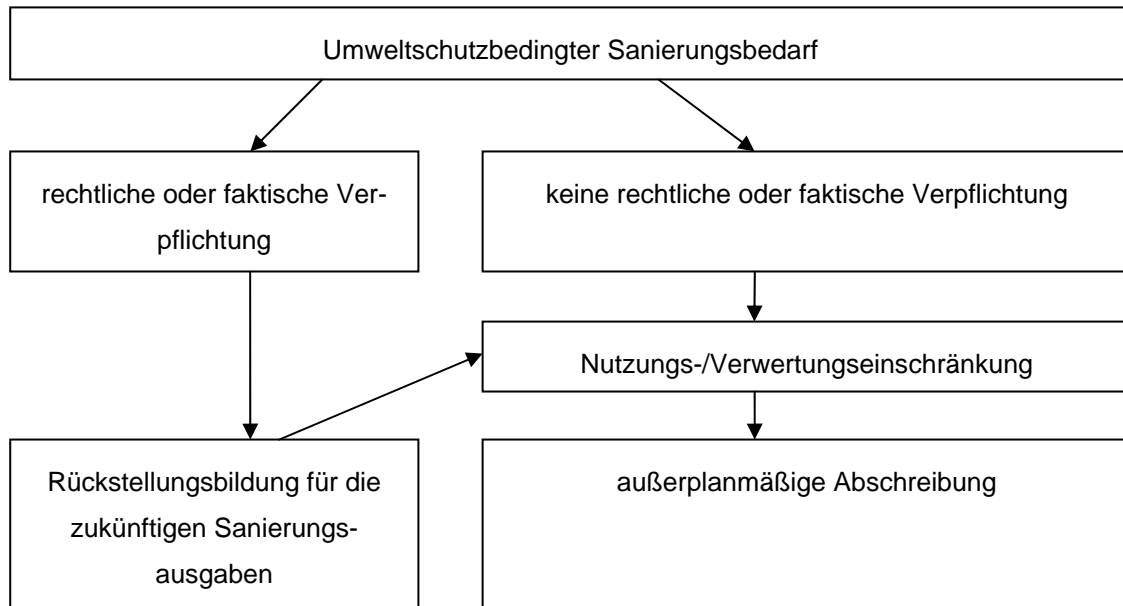 Umweltschutzbedingter Sanierungsbedarf
rechtliche oder faktische Ver-
pflichtung
keine rechtliche oder faktische Verpflichtung
Nutzungs-/Verwertungseinschränkung
Rückstellungsbildung für die
zukünftigen Sanierungs-
ausgaben
außerplanmäßige Abschreibung